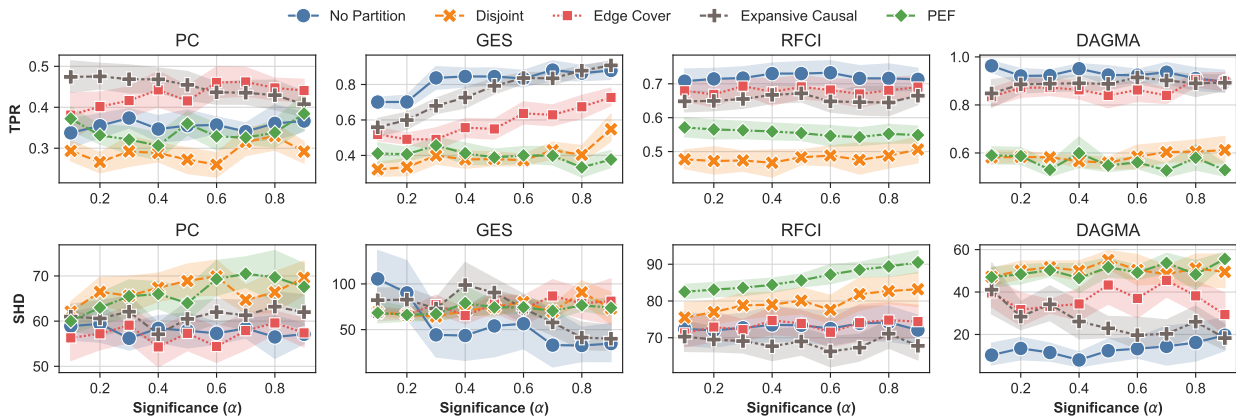 No Partition Disjoint Edge Cover Expansive Causal PEF
PC GES RFCI DAGMA
TPR
0.5 0.4 0.3
0.8 0.6 0.4
0.7 0.6 0.5
1.0 0.8 0.6
0.2 0.4 0.6 0.8 0.2 0.4 0.6 0.8 0.2 0.4 0.6 0.8 0.2 0.4 0.6 0.8
PC GES RFCI DAGMA
SHD
70 60 50
100 50
90 80 70
60 40 20
0.2 0.4 0.6 0.8 0.2 0.4 0.6 0.8 0.2 0.4 0.6 0.8 0.2 0.4 0.6 0.8
Significance (α) Significance (α) Significance (α) Significance (α)